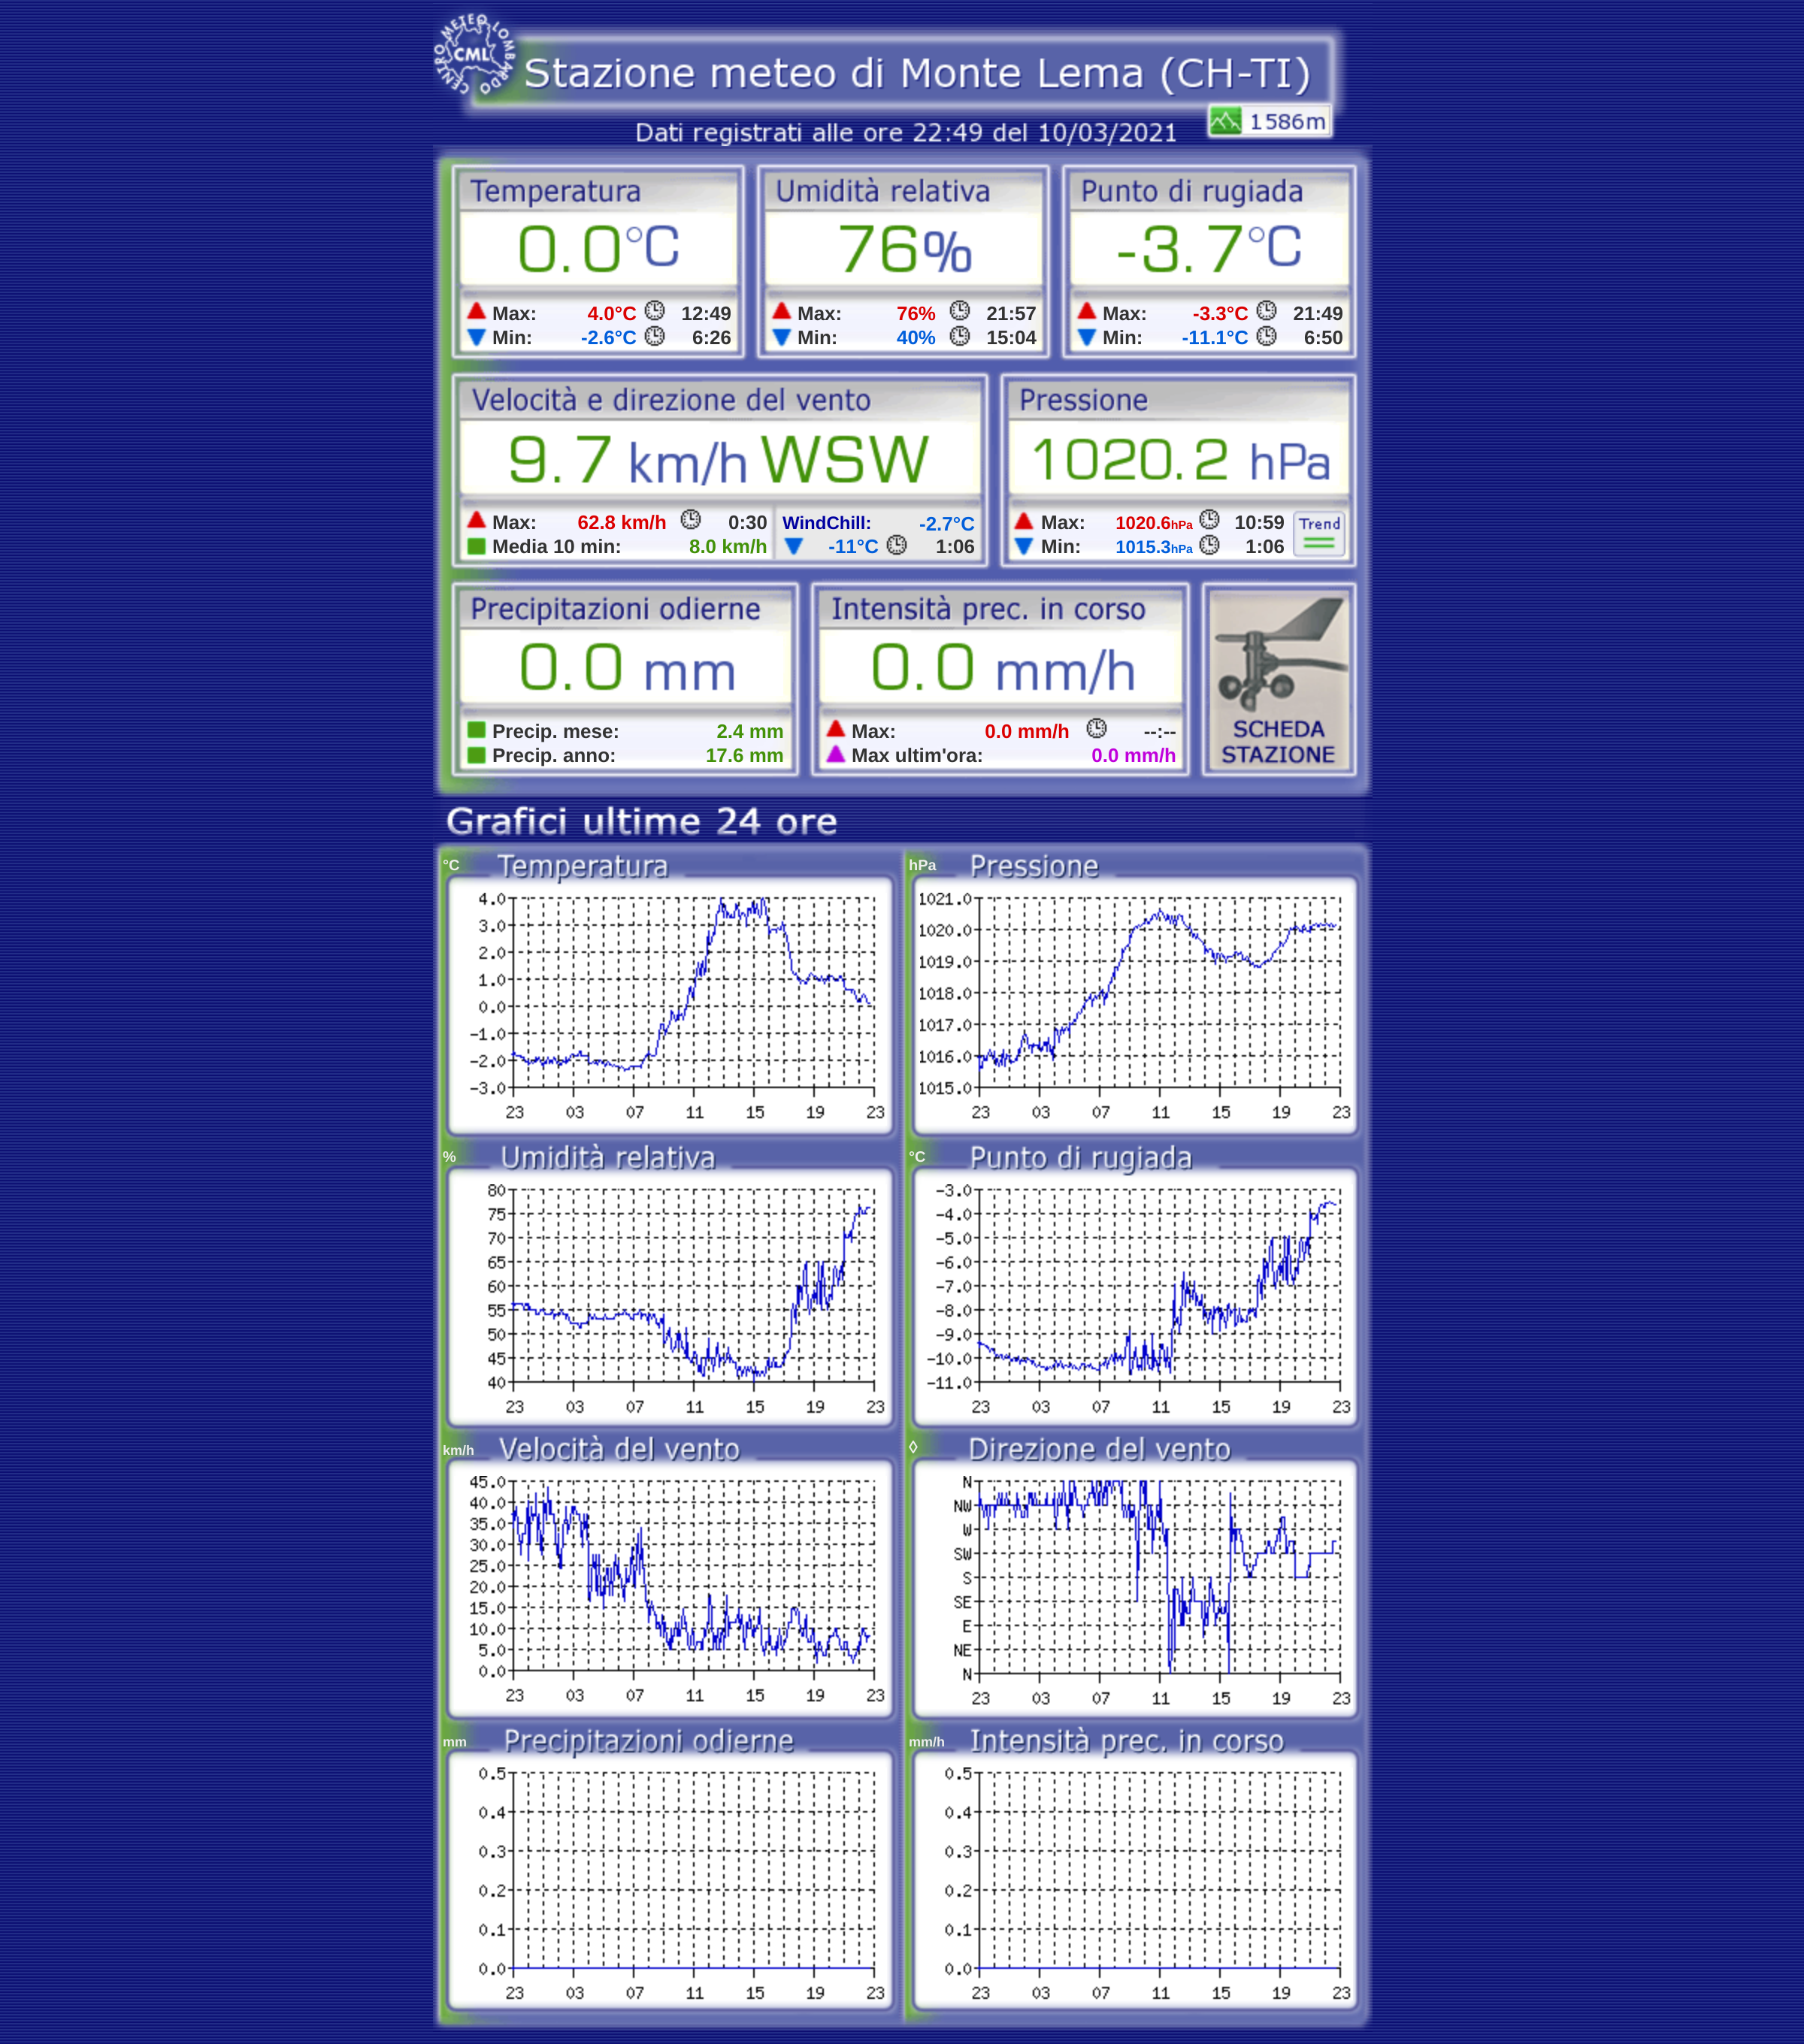 CENTRO METEO LOMBARDO
CML
Stazione meteo di Monte Lema (CH-TI)
1586m
Dati registrati alle ore 22:49 del 10/03/2021
Temperatura Umidità relativa Punto di rugiada
0.0°C 76% -3.7°C
Max: 4.0°C 12:49 Max: 76% 21:57 Max: -3.3°C 21:49
Min: -2.6°C 6:26 Min: 40% 15:04 Min: -11.1°C 6:50
Velocità e direzione del vento Pressione
9.7 km/h WSW 1020.2 hPa
Max: 62.8 km/h 0:30 WindChill: -2.7°C Max: 1020.6hPa 10:59 Trend
Media 10 min: 8.0 km/h -11°C 1:06 Min: 1015.3hPa 1:06
Precipitazioni odierne Intensità prec. in corso
0.0 mm 0.0 mm/h
Precip. mese: 2.4 mm Max: 0.0 mm/h --:-- SCHEDA
Precip. anno: 17.6 mm Max ultim'ora: 0.0 mm/h STAZIONE
Grafici ultime 24 ore
°C Temperatura
4.0
3.0
2.0
1.0
0.0
-1.0
-2.0
-3.0
23 03 07 11 15 19 23
hPa Pressione
1021.0
1020.0
1019.0
1018.0
1017.0
1016.0
1015.0
23 03 07 11 15 19 23
% Umidità relativa
80
75
70
65
60
55
50
45
40
23 03 07 11 15 19 23
°C Punto di rugiada
-3.0
-4.0
-5.0
-6.0
-7.0
-8.0
-9.0
-10.0
-11.0
23 03 07 11 15 19 23
km/h Velocità del vento
45.0
40.0
35.0
30.0
25.0
20.0
15.0
10.0
5.0
0.0
23 03 07 11 15 19 23
◊ Direzione del vento
N
NW
W
SW
S
SE
E
NE
N
23 03 07 11 15 19 23
mm Precipitazioni odierne
0.5
0.4
0.3
0.2
0.1
0.0
23 03 07 11 15 19 23
mm/h Intensità prec. in corso
0.5
0.4
0.3
0.2
0.1
0.0
23 03 07 11 15 19 23